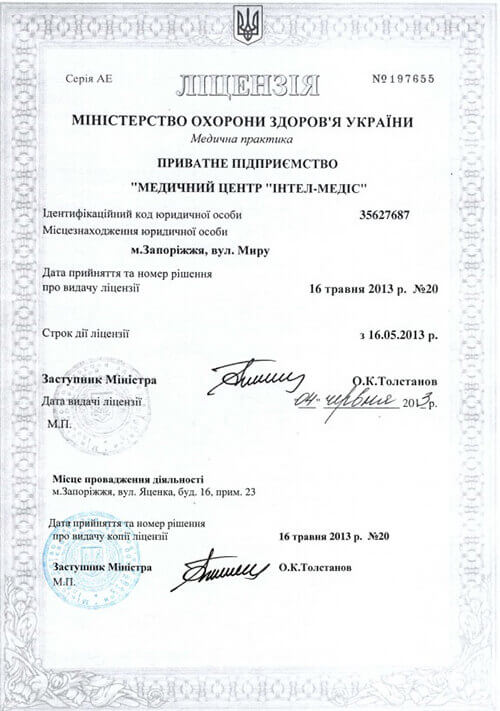 Серія АЕ ЛІЦЕНЗІЯ №197655
МІНІСТЕРСТВО ОХОРОНИ ЗДОРОВ'Я УКРАЇНИ
Медична практика
ПРИВАТНЕ ПІДПРИЄМСТВО
"МЕДИЧНИЙ ЦЕНТР "ІНТЕЛ-МЕДІС"
Ідентифікаційний код юридичної особи 35627687
Місцезнаходження юридичної особи
м.Запоріжжя, вул. Миру
Дата прийняття та номер рішення
про видачу ліцензії 16 травня 2013 р. №20
Строк дії ліцензії з 16.05.2013 р.
Заступник Міністра О.К.Толстанов
Дата видачі ліцензії 04 червня 2013р.
М.П.
Місце провадження діяльності
м.Запоріжжя, вул. Яценка, буд. 16, прим. 23
Дата прийняття та номер рішення
про видачу копії ліцензії 16 травня 2013 р. №20
Заступник Міністра О.К.Толстанов
М.П.